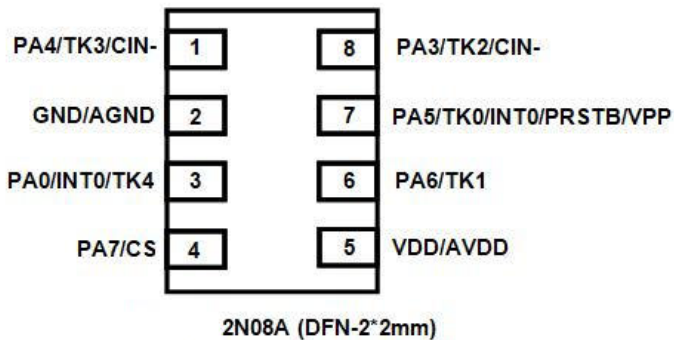 PA4/TK3/CIN- 1 8 PA3/TK2/CIN-
GND/AGND 2 7 PA5/TK0/INT0/PRSTB/VPP
PA0/INT0/TK4 3 6 PA6/TK1
PA7/CS 4 5 VDD/AVDD
2N08A (DFN-2*2mm)